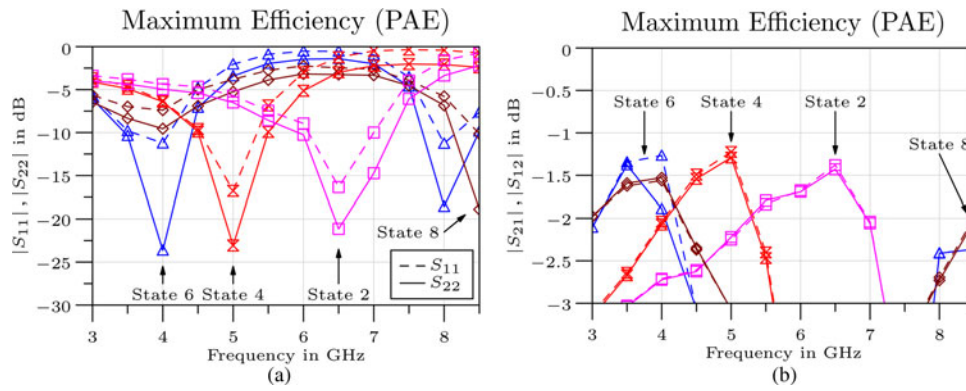 Maximum Efficiency (PAE)
0
−5
−10
−15
−20
−25
−30
|S11| , |S22| in dB
State 8
State 6
State 4
State 2
S11
S22
3
4
5
6
7
8
Frequency in GHz
(a)
Maximum Efficiency (PAE)
0
−0.5
−1
−1.5
−2
−2.5
−3
|S21| , |S12| in dB
State 6
State 4
State 2
State 8
3
4
5
6
7
8
Frequency in GHz
(b)